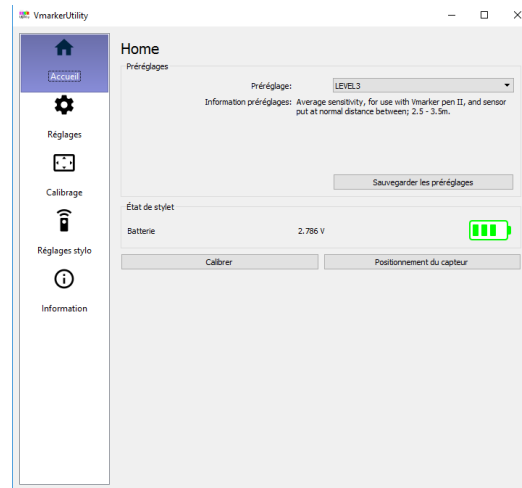 VmarkerUtility
Accueil
Réglages
Calibrage
Réglages stylo
Information
Home
Préréglages
Préréglage:
LEVEL3
Information préréglages:
Average sensitivity, for use with Vmarker pen II, and sensor
put at normal distance between; 2.5 - 3.5m.
Sauvegarder les préréglages
État de stylet
Batterie
2.786 V
Calibrer
Positionnement du capteur